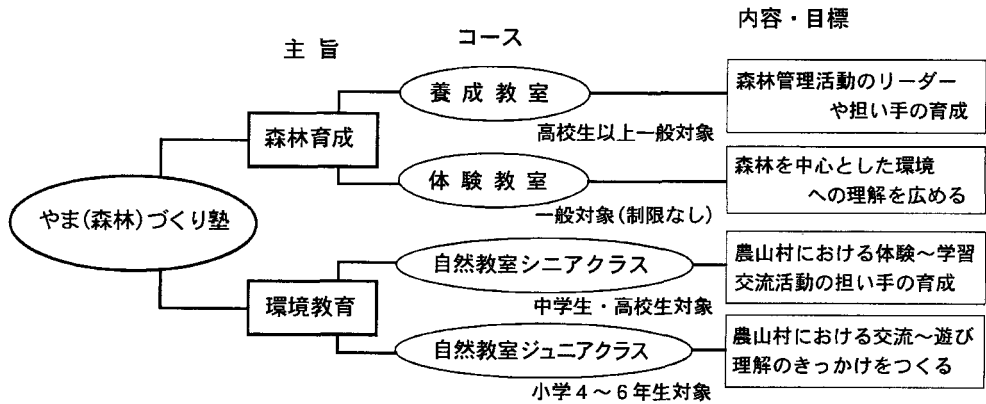 主旨
コース
内容・目標
やま(森林)づくり塾
森林育成
養成教室
高校生以上一般対象
森林管理活動のリーダー
や担い手の育成
体験教室
一般対象(制限なし)
森林を中心とした環境
への理解を広める
環境教育
自然教室シニアクラス
中学生・高校生対象
農山村における体験～学習
交流活動の担い手の育成
自然教室ジュニアクラス
小学4～6年生対象
農山村における交流～遊び
理解のきっかけをつくる